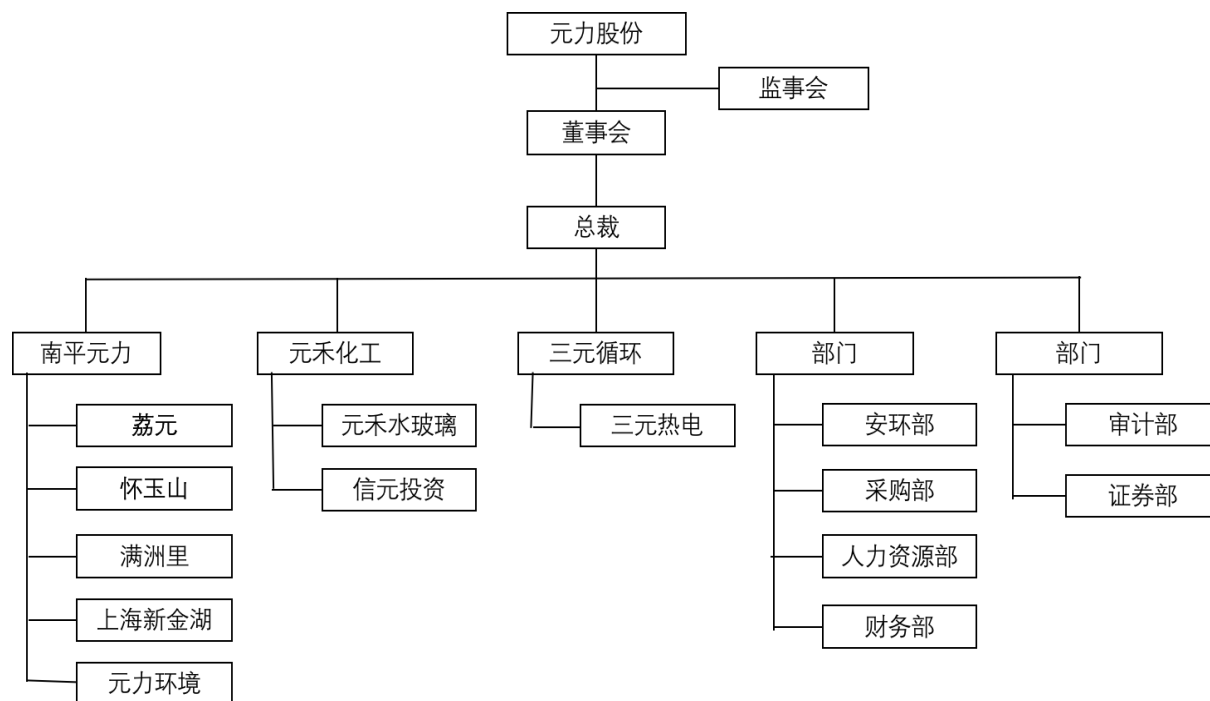 元力股份
监事会
董事会
总裁
南平元力
元禾化工
三元循环
部门
部门
荔元
元禾水玻璃
三元热电
安环部
审计部
怀玉山
信元投资
采购部
证券部
满洲里
人力资源部
上海新金湖
财务部
元力环境